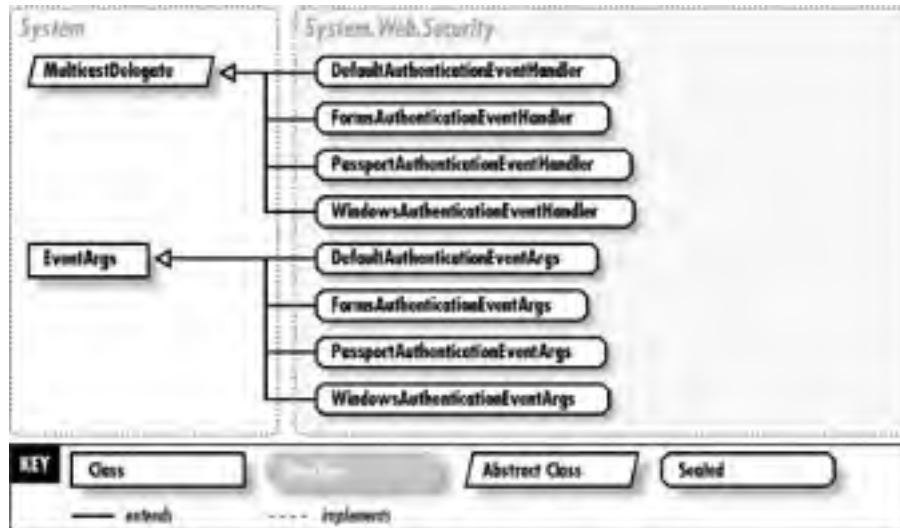 System
System.Web.Security
MulticastDelegate
DefaultAuthenticationEventHandler
FormsAuthenticationEventHandler
PassportAuthenticationEventHandler
WindowsAuthenticationEventHandler
EventArgs
DefaultAuthenticationEventArgs
FormsAuthenticationEventArgs
PassportAuthenticationEventArgs
WindowsAuthenticationEventArgs
KEY
Class
Abstract Class
Sealed
extends
implements